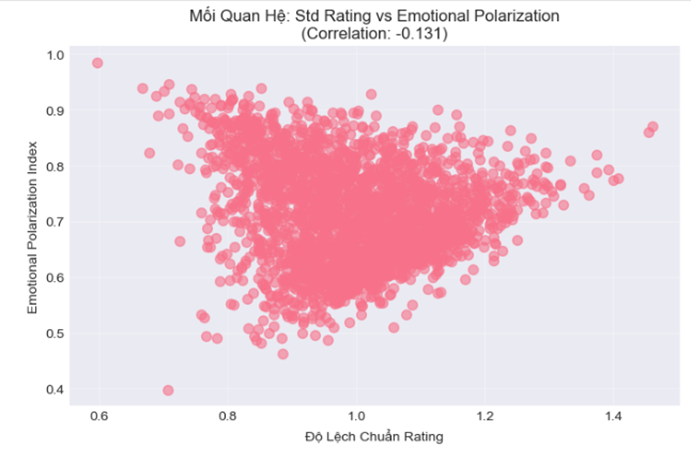 Mối Quan Hệ: Std Rating vs Emotional Polarization
(Correlation: -0.131)
Emotional Polarization Index
1.0
0.9
0.8
0.7
0.6
0.5
0.4
0.6 0.8 1.0 1.2 1.4
Độ Lệch Chuẩn Rating